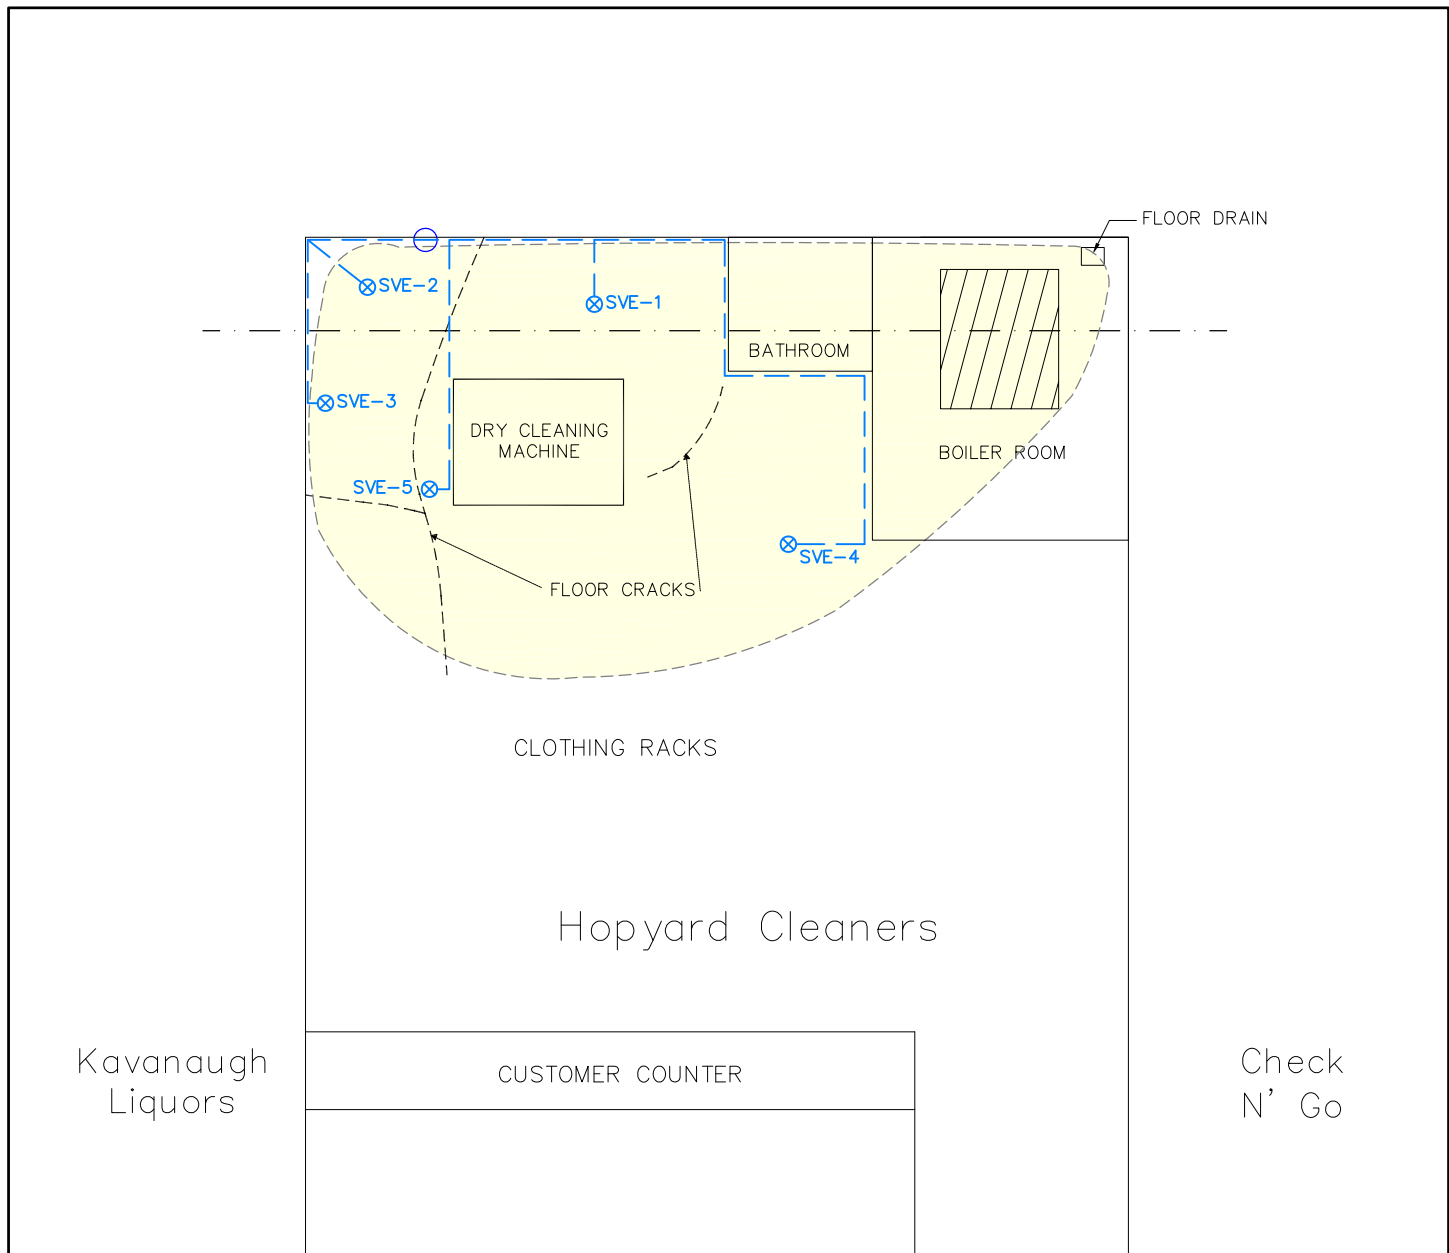 FLOOR DRAIN
SVE-2
SVE-1
BATHROOM
SVE-3
DRY CLEANING
MACHINE
BOILER ROOM
SVE-5
SVE-4
FLOOR CRACKS
CLOTHING RACKS
Hopyard Cleaners
Kavanaugh
Liquors
CUSTOMER COUNTER
Check
N' Go